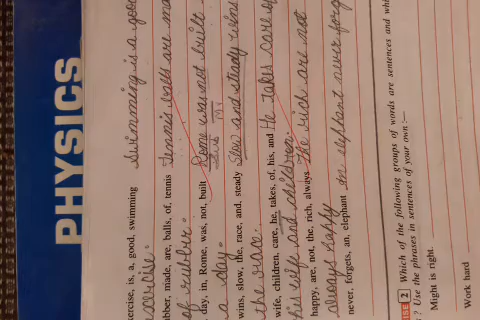 PHYSICS
exercise, is, a, good, swimming Swimming is a good
exercise.
rubber, made, are, balls, of, tennis Tennis balls are ma
of rubber.
day, in, Rome, was, not, built Rome was not built
a day.
wins, slow, the, race, and, steady Slow and steady wins
the race.
wife, children, care, he, takes, of, his, and He takes care of
his wife and children.
happy, are, not, the, rich, always The rich are not
always happy
never, forgets, an, elephant An elephant never forg
ISE 2 Which of the following groups of words are sentences and whi
s? Use the phrases in sentences of your own :—
Might is right.
Work hard